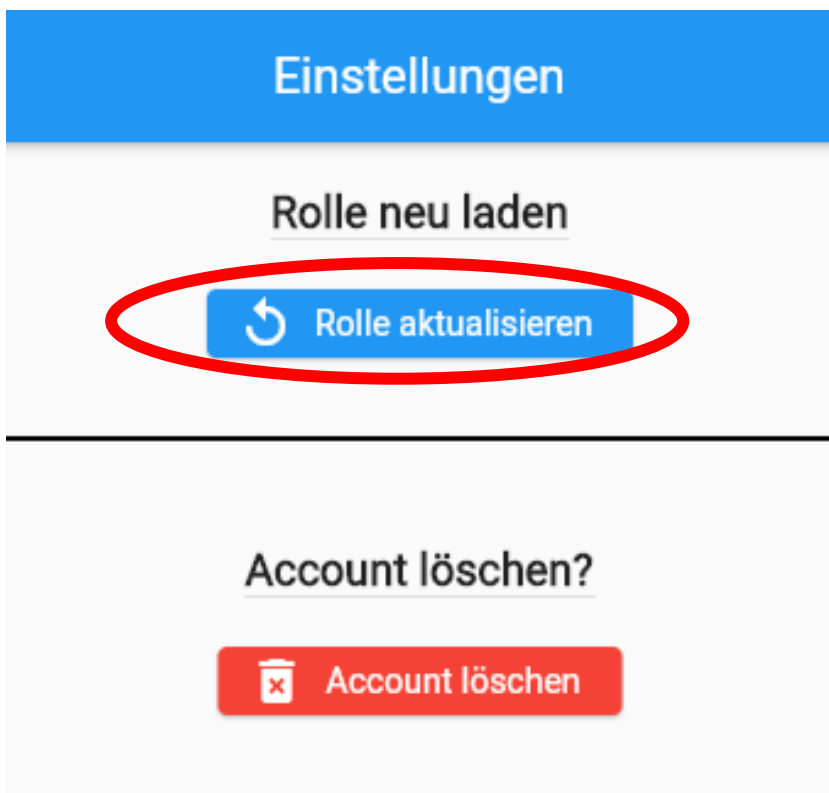 Einstellungen
Rolle neu laden
Rolle aktualisieren
Account löschen?
Account löschen